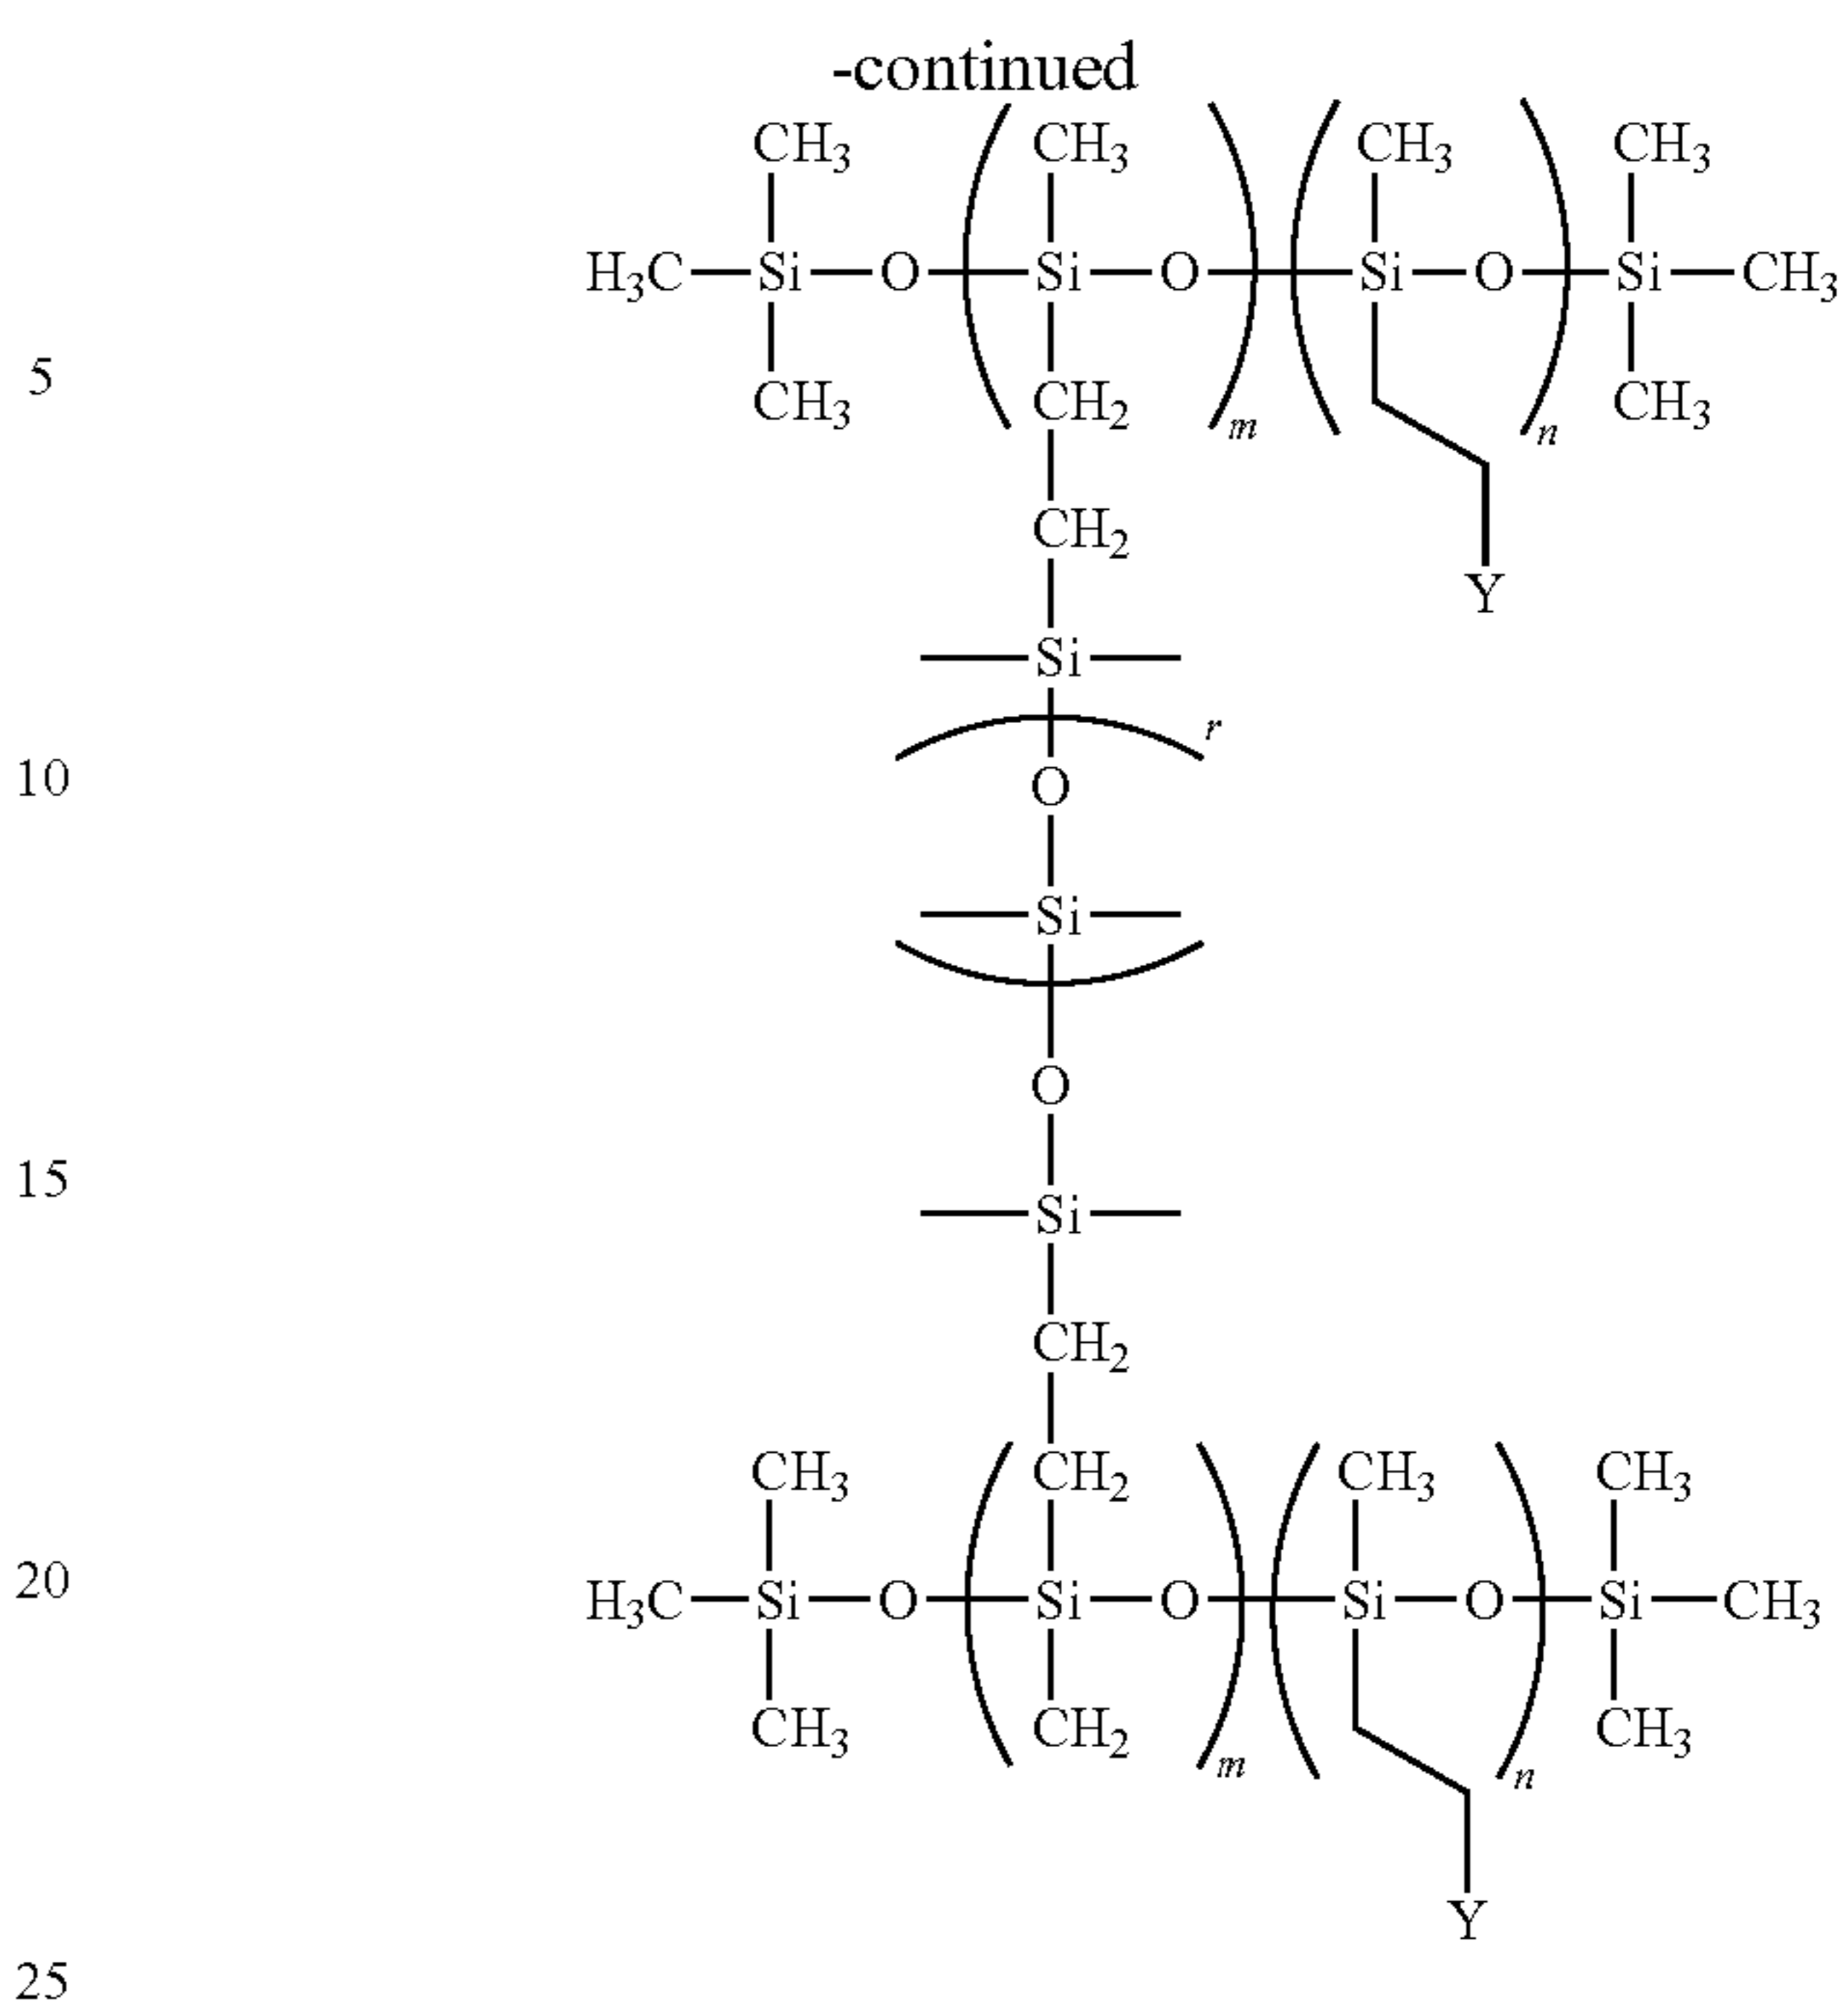 -continued
CH3 CH3 CH3 CH3
H3C Si O Si O Si O Si CH3
5
CH3 CH2 m n CH3
CH2
Y
Si
r
10 O
Si
O
15
Si
CH2
CH3 CH2 CH3 CH3
20
H3C Si O Si O Si O Si CH3
CH3 CH2 m n CH3
Y
25